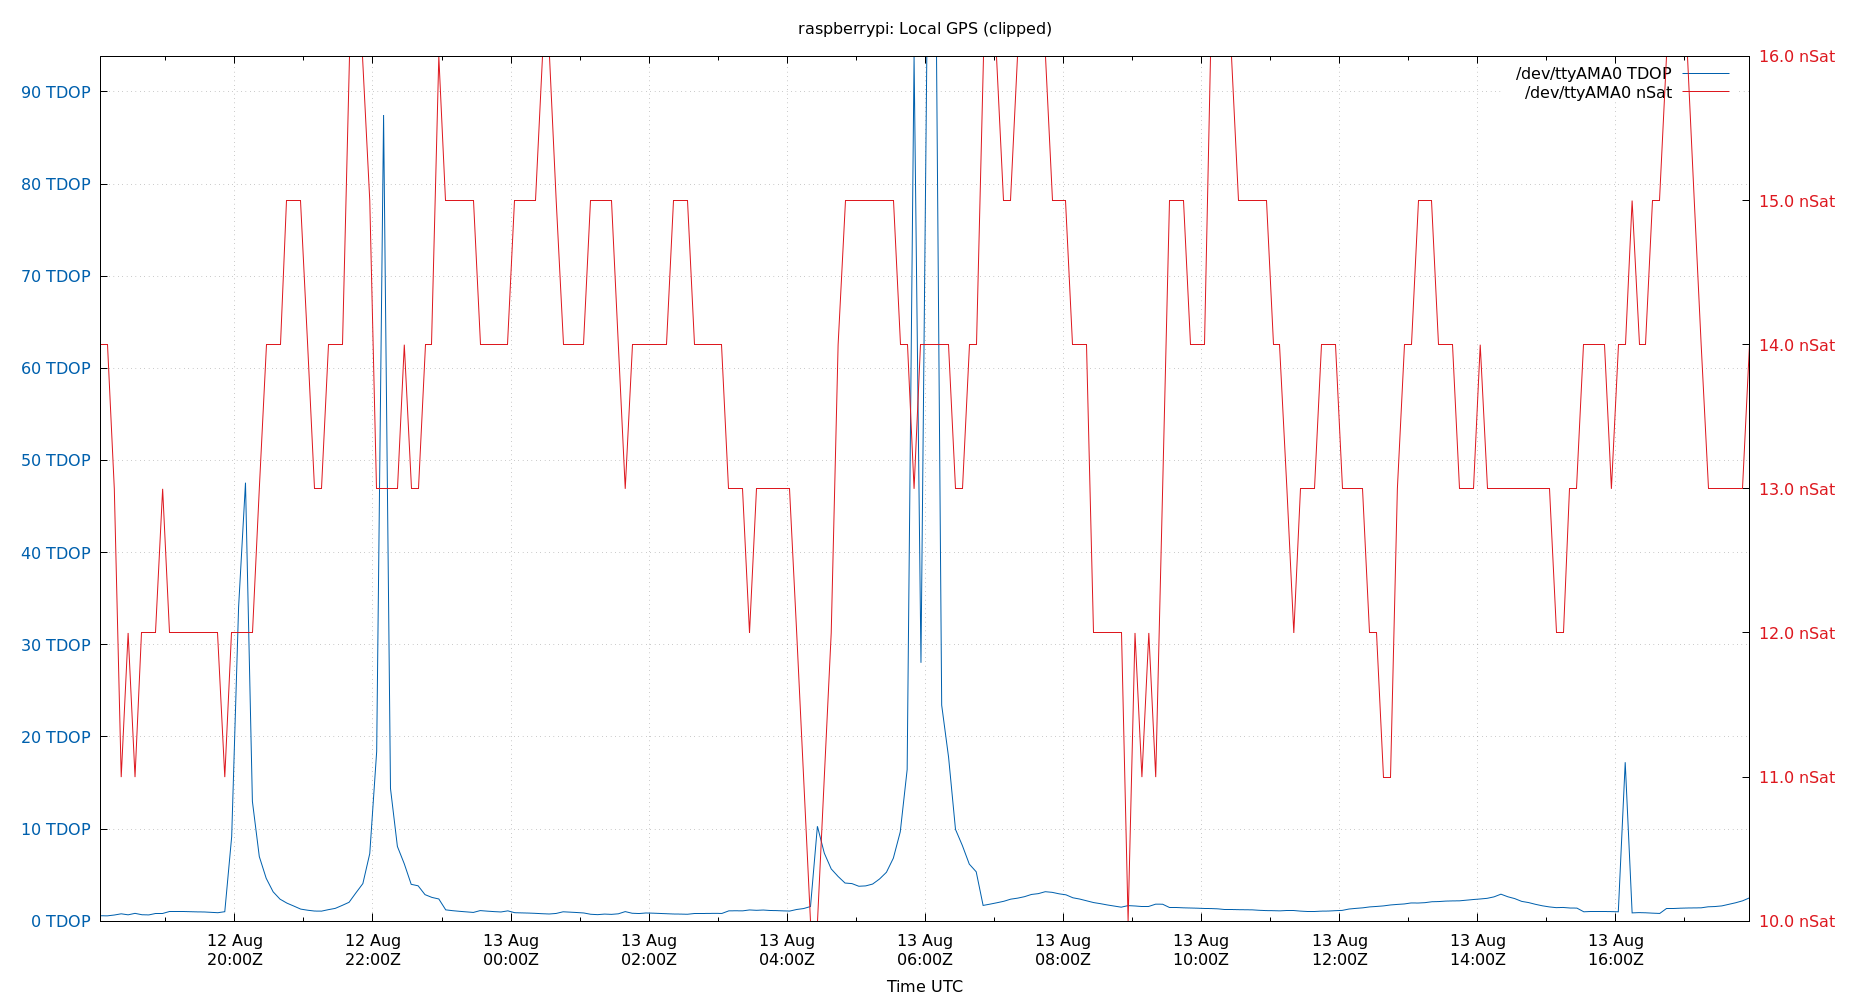 raspberrypi: Local GPS (clipped)
90 TDOP
80 TDOP
70 TDOP
60 TDOP
50 TDOP
40 TDOP
30 TDOP
20 TDOP
10 TDOP
0 TDOP
16.0 nSat
15.0 nSat
14.0 nSat
13.0 nSat
12.0 nSat
11.0 nSat
10.0 nSat
/dev/ttyAMA0 TDOP
/dev/ttyAMA0 nSat
12 Aug
20:00Z
12 Aug
22:00Z
13 Aug
00:00Z
13 Aug
02:00Z
13 Aug
04:00Z
13 Aug
06:00Z
13 Aug
08:00Z
13 Aug
10:00Z
13 Aug
12:00Z
13 Aug
14:00Z
13 Aug
16:00Z
Time UTC